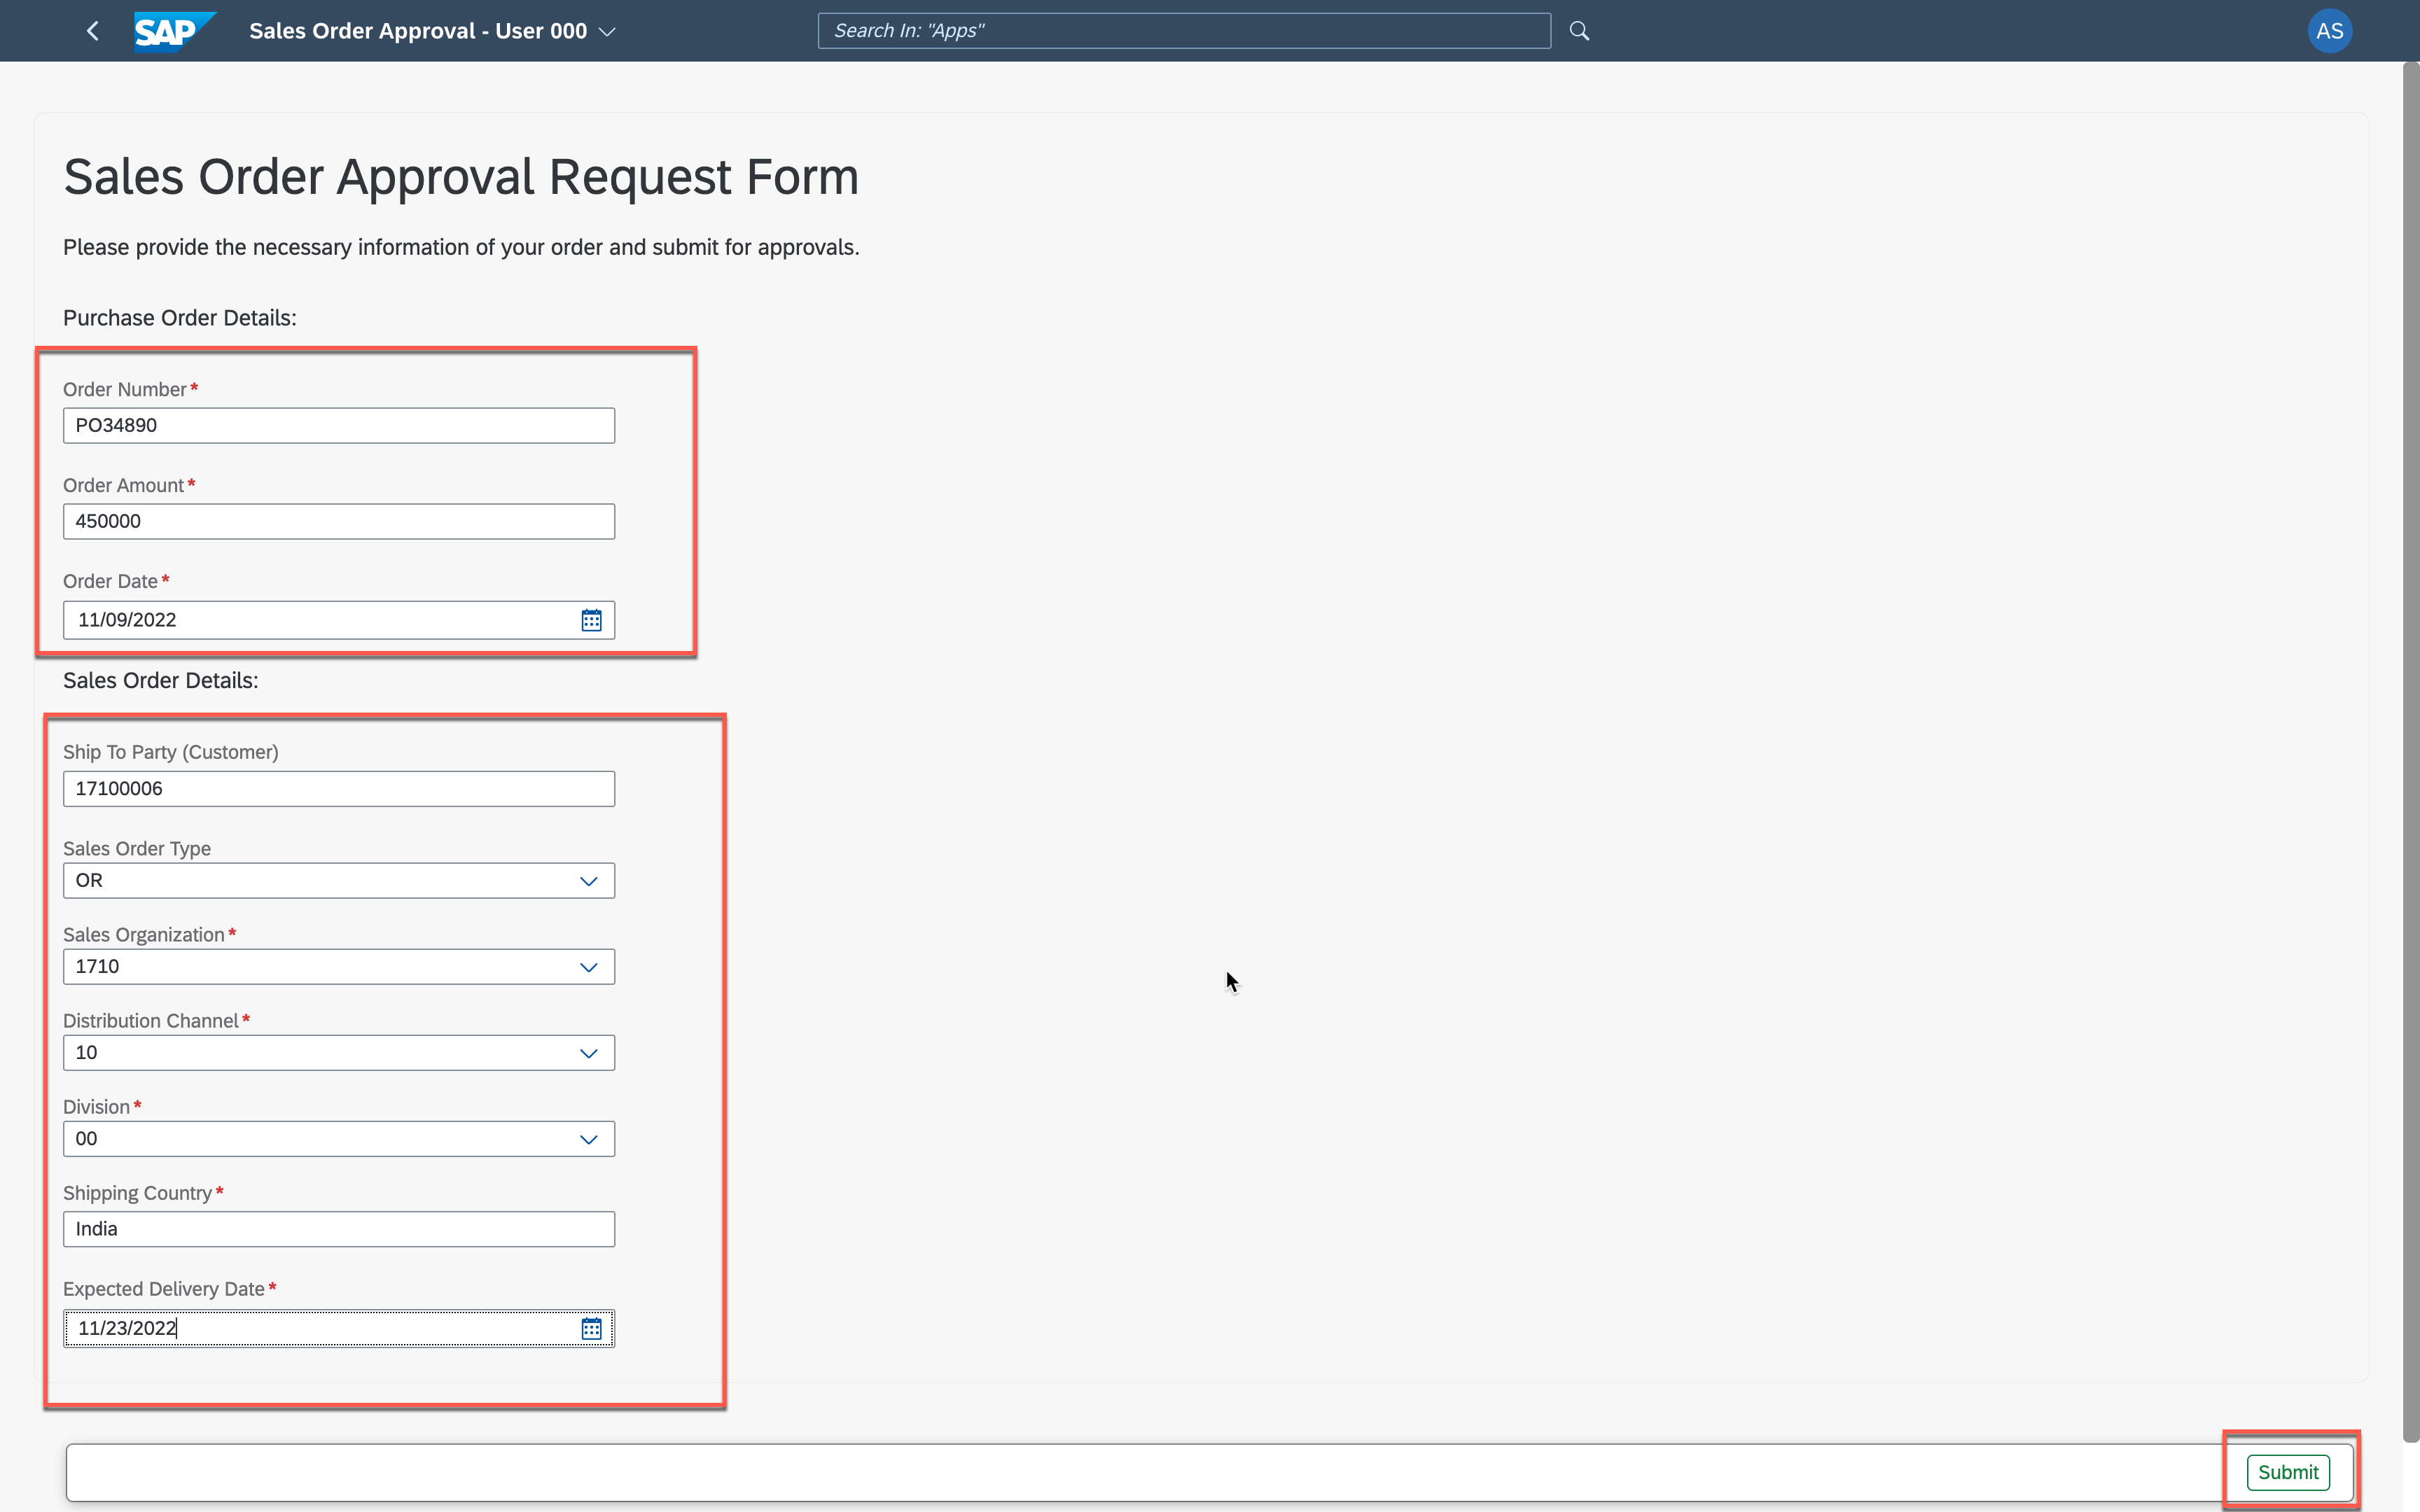 SAP
Sales Order Approval - User 000
Search In: "Apps"
AS
Sales Order Approval Request Form
Please provide the necessary information of your order and submit for approvals.
Purchase Order Details:
Order Number*
PO34890
Order Amount*
450000
Order Date*
11/09/2022
Sales Order Details:
Ship To Party (Customer)
17100006
Sales Order Type
OR
Sales Organization*
1710
Distribution Channel*
10
Division*
00
Shipping Country*
India
Expected Delivery Date*
11/23/2022
Submit